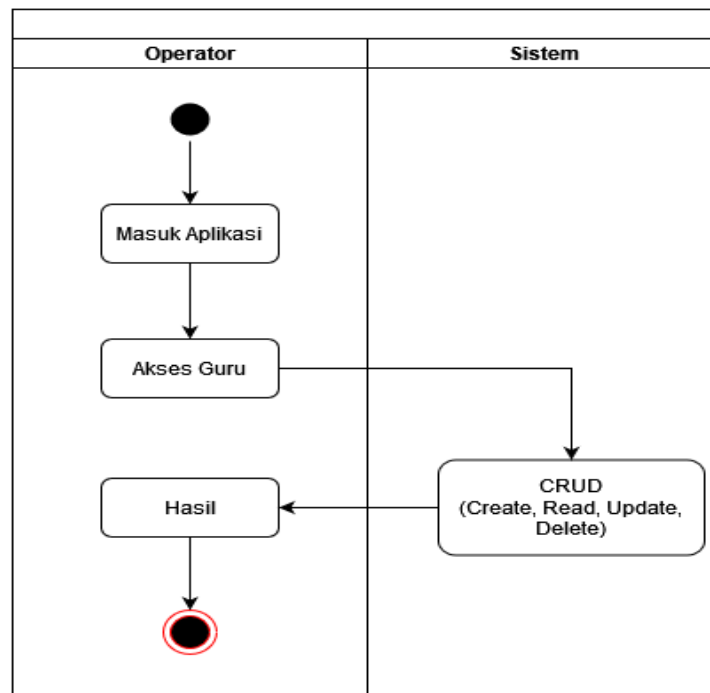 Operator
Sistem
Masuk Aplikasi
Akses Guru
CRUD
(Create, Read, Update,
Delete)
Hasil